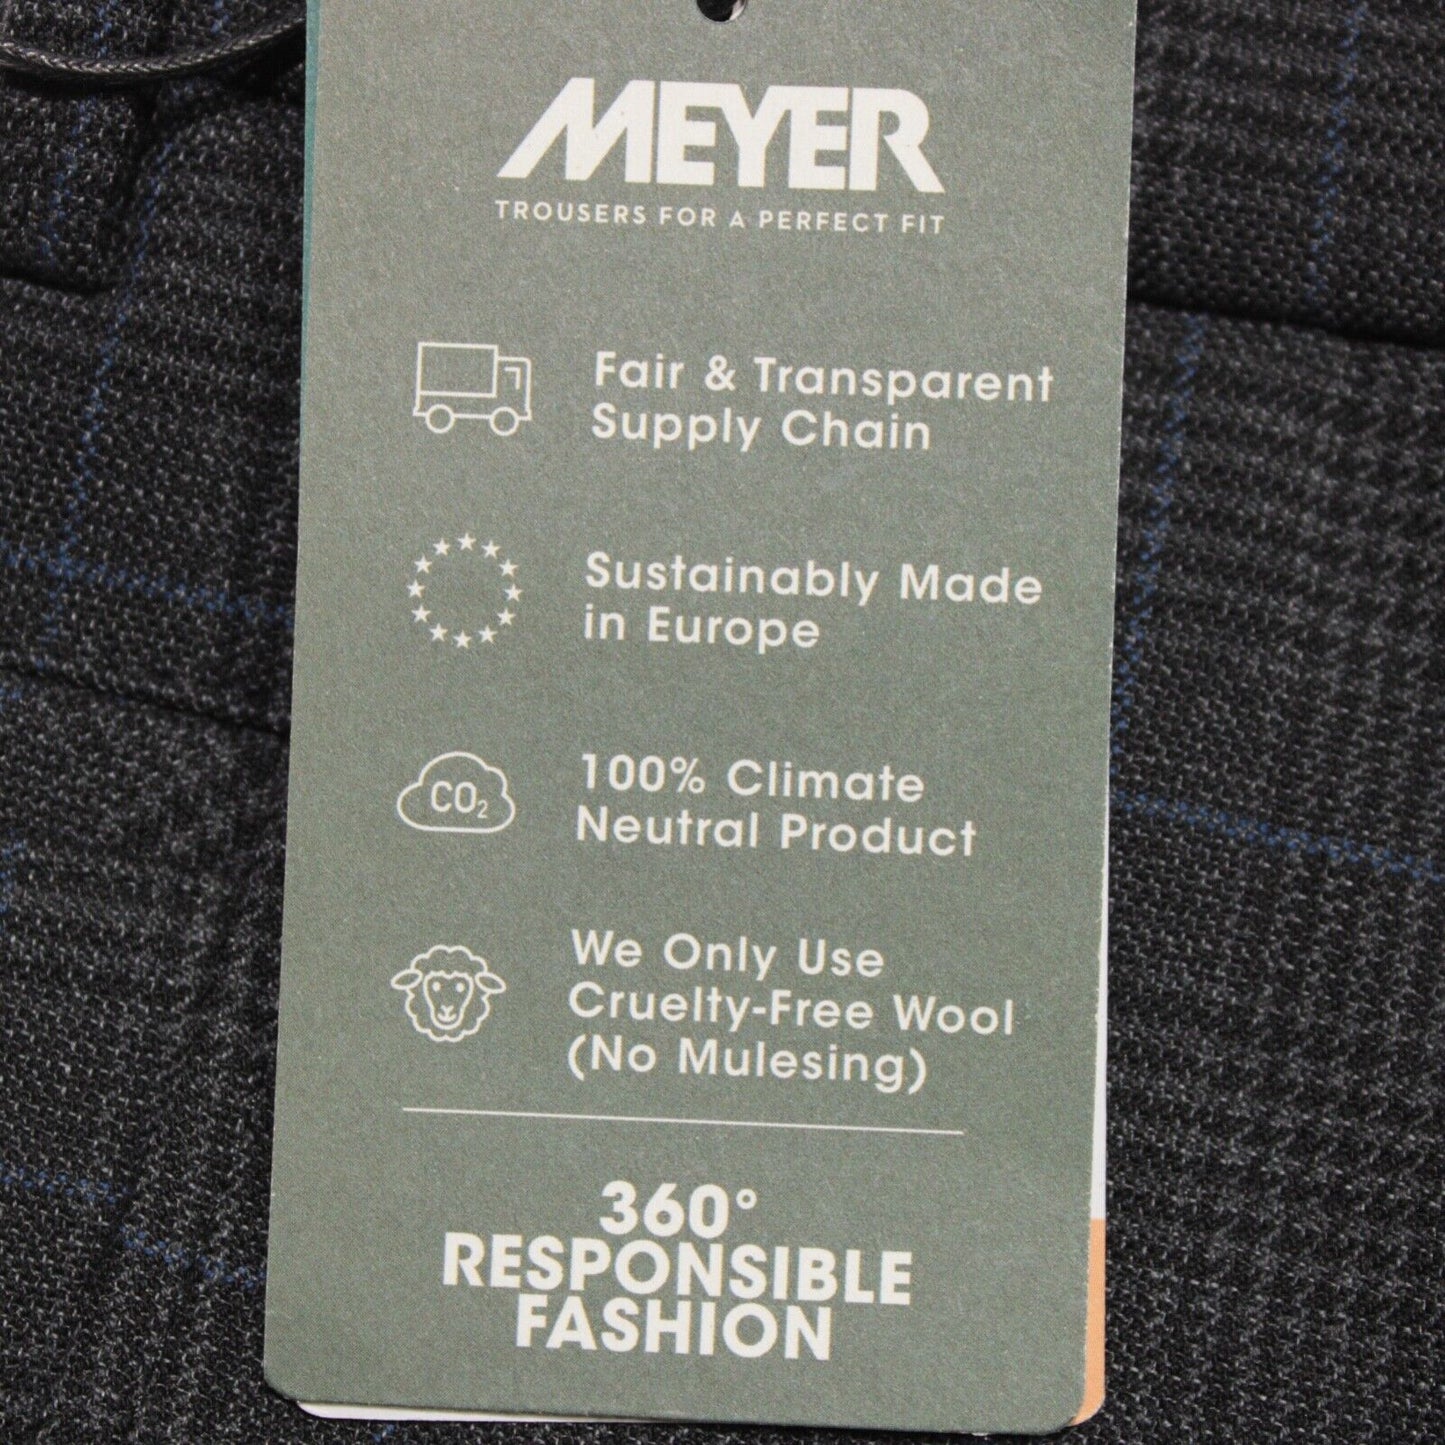 MEYER
TROUSERS FOR A PERFECT FIT
Fair & Transparent
Supply Chain
Sustainably Made
in Europe
CO₂
100% Climate
Neutral Product
We Only Use
Cruelty-Free Wool
(No Mulesing)
360°
RESPONSIBLE
FASHION